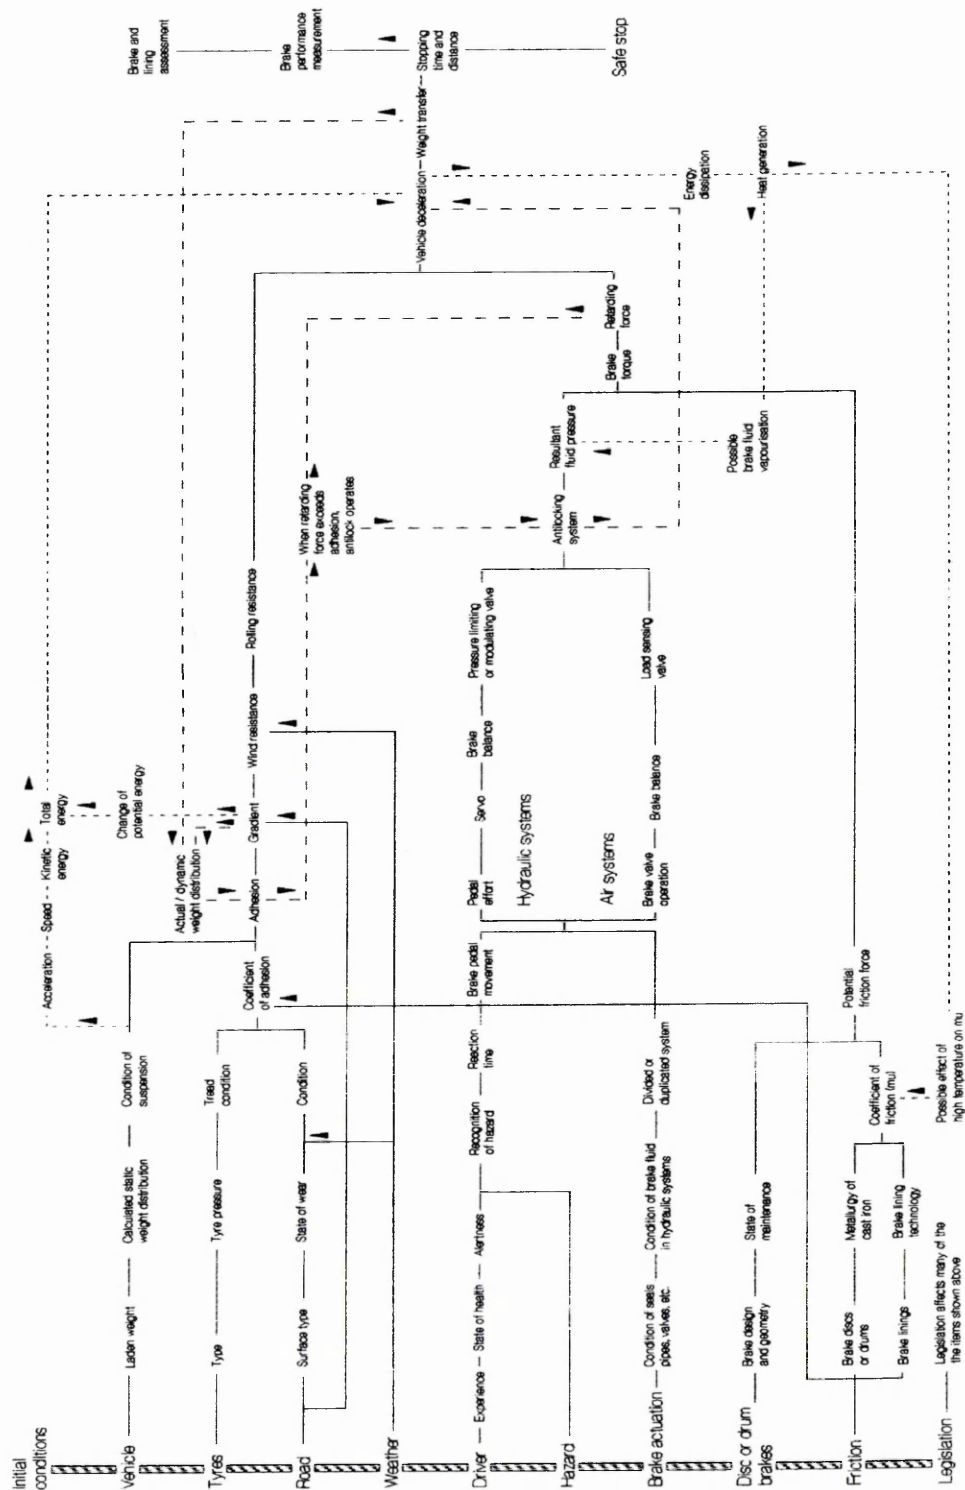 Initial
conditions
Acceleration
Speed
Kinetic
energy
Total
energy
Change of
potential energy
Vehicle
Laden weight
Calculated static
weight distribution
Condition of
suspension
Actual / dynamic
weight distribution
Brake and
lining
assessment
Tyres
Type
Tyre pressure
Tread
condition
Coefficient
of adhesion
Adhesion
Gradient
Wind resistance
Rolling resistance
Brake
performance
measurement
Road
Surface type
State of wear
Condition
When retarding
force exceeds
adhesion,
antilock operates
Weather
Vehicle deceleration
Weight transfer
Stopping
time and
distance
Driver
Experience
State of health
Alertness
Recognition
of hazard
Reaction
time
Brake pedal
movement
Pedal
effort
Servo
Brake
balance
Pressure limiting
or modulating valve
Hydraulic systems
Hazard
Antilocking
system
Resultant
fluid pressure
Brake
torque
Retarding
force
Safe stop
Air systems
Brake actuation
Condition of seals
pipes, valves, etc.
Condition of brake fluid
in hydraulic systems
Divided or
duplicated system
Brake valve
operation
Brake balance
Load sensing
valve
Energy
dissipation
Disc or drum
brakes
Brake design
and geometry
State of
maintenance
Possible
brake fluid
vapourisation
Heat generation
Friction
Brake discs
or drums
Metallurgy of
cast iron
Potential
friction force
Coefficient of
friction (mu)
Brake linings
Brake lining
technology
Legislation
Legislation affects many of the
the items shown above
Possible effect of
high temperature on mu